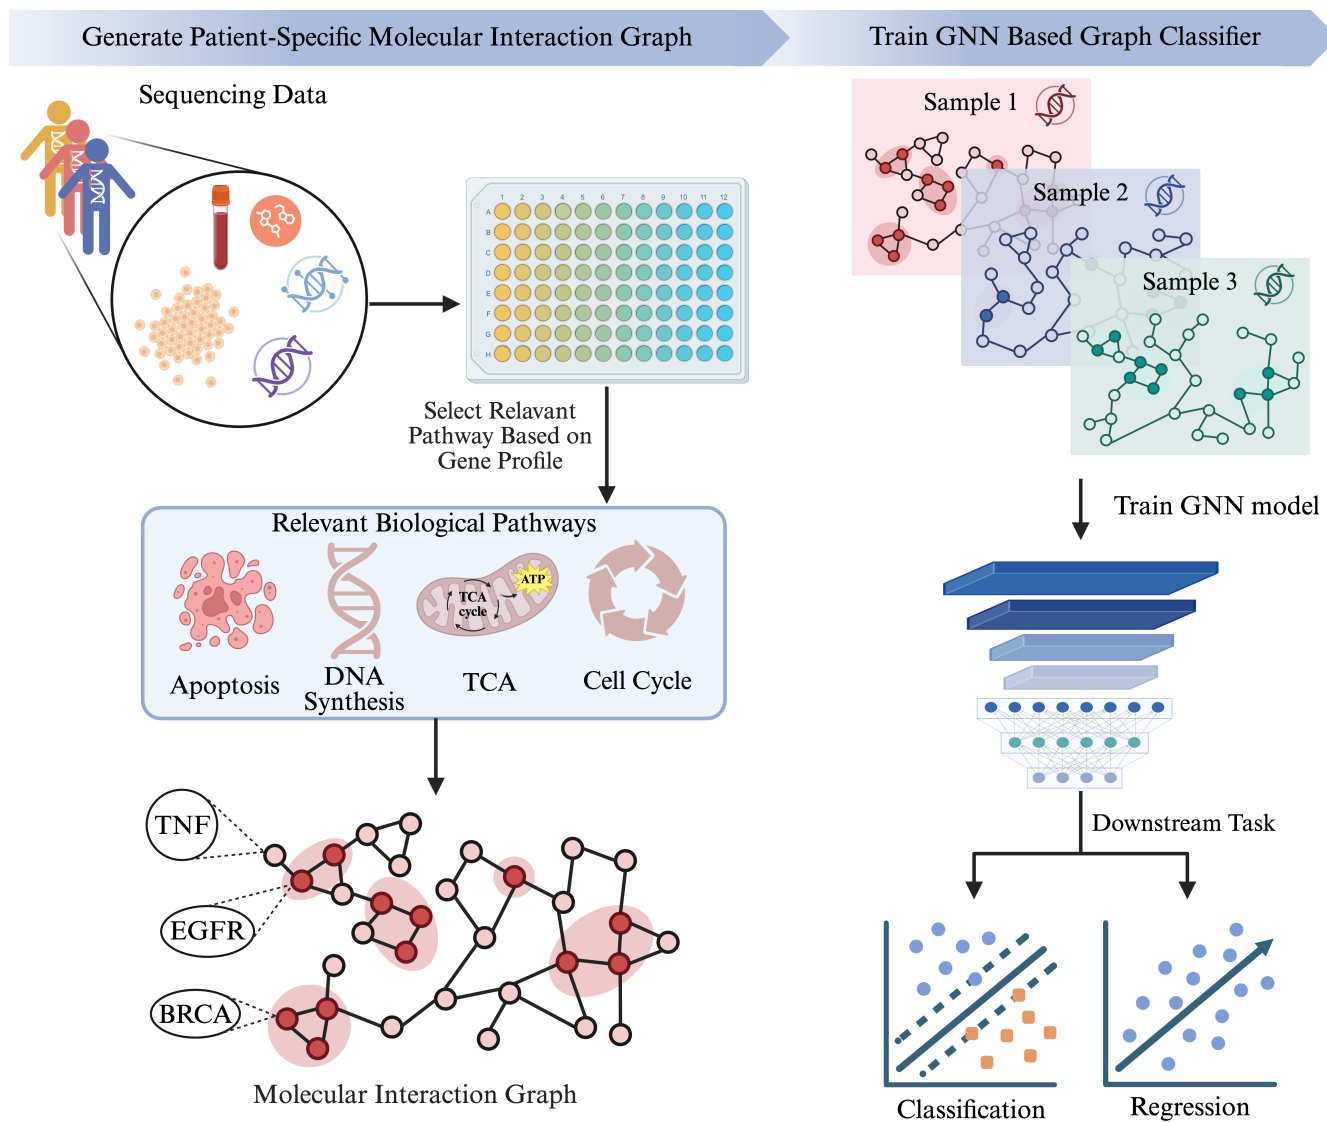 Generate Patient-Specific Molecular Interaction Graph
Train GNN Based Graph Classifier
Sequencing Data
1 2 3 4 5 6 7 8 9 10 11 12
A
B
C
D
E
F
G
H
Select Relavant
Pathway Based on
Gene Profile
Relevant Biological Pathways
TCA
cycle
ATP
Apoptosis
DNA
Synthesis
TCA
Cell Cycle
TNF
EGFR
BRCA
Molecular Interaction Graph
Sample 1
Sample 2
Sample 3
Train GNN model
Downstream Task
Classification
Regression